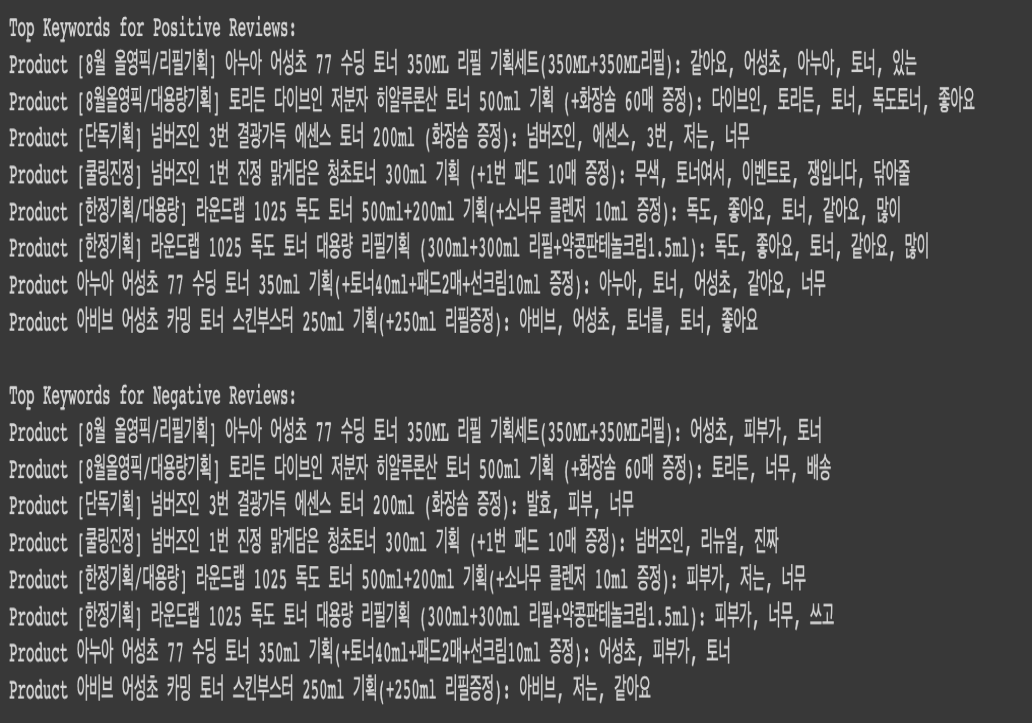 Top Keywords for Positive Reviews:
Product [8월 올영픽/리필기획] 아누아 어성초 77 수딩 토너 350ML 리필 기획세트(350ML+350ML리필): 같아요, 어성초, 아누아, 토너, 있는
Product [8월올영픽/대용량기획] 토리든 다이브인 저분자 히알루론산 토너 500ml 기획 (+화장솜 60매 증정): 다이브인, 토리든, 토너, 독도토너, 좋아요
Product [단독기획] 넘버즈인 3번 결광가득 에센스 토너 200ml (화장솜 증정): 넘버즈인, 에센스, 3번, 저는, 너무
Product [쿨링진정] 넘버즈인 1번 진정 맑게담은 청초토너 300ml 기획 (+1번 패드 10매 증정): 무색, 토너여서, 이벤트로, 쟁입니다, 닦아줄
Product [한정기획/대용량] 라운드랩 1025 독도 토너 500ml+200ml 기획(+소나무 클렌저 10ml 증정): 독도, 좋아요, 토너, 같아요, 많이
Product [한정기획] 라운드랩 1025 독도 토너 대용량 리필기획 (300ml+300ml 리필+약콩판테놀크림1.5ml): 독도, 좋아요, 토너, 같아요, 많이
Product 아누아 어성초 77 수딩 토너 350ml 기획(+토너40ml+패드2매+선크림10ml 증정): 아누아, 토너, 어성초, 같아요, 너무
Product 아비브 어성초 카밍 토너 스킨부스터 250ml 기획(+250ml 리필증정): 아비브, 어성초, 토너를, 토너, 좋아요
Top Keywords for Negative Reviews:
Product [8월 올영픽/리필기획] 아누아 어성초 77 수딩 토너 350ML 리필 기획세트(350ML+350ML리필): 어성초, 피부가, 토너
Product [8월올영픽/대용량기획] 토리든 다이브인 저분자 히알루론산 토너 500ml 기획 (+화장솜 60매 증정): 토리든, 너무, 배송
Product [단독기획] 넘버즈인 3번 결광가득 에센스 토너 200ml (화장솜 증정): 발효, 피부, 너무
Product [쿨링진정] 넘버즈인 1번 진정 맑게담은 청초토너 300ml 기획 (+1번 패드 10매 증정): 넘버즈인, 리뉴얼, 진짜
Product [한정기획/대용량] 라운드랩 1025 독도 토너 500ml+200ml 기획(+소나무 클렌저 10ml 증정): 피부가, 저는, 너무
Product [한정기획] 라운드랩 1025 독도 토너 대용량 리필기획 (300ml+300ml 리필+약콩판테놀크림1.5ml): 피부가, 너무, 쓰고
Product 아누아 어성초 77 수딩 토너 350ml 기획(+토너40ml+패드2매+선크림10ml 증정): 어성초, 피부가, 토너
Product 아비브 어성초 카밍 토너 스킨부스터 250ml 기획(+250ml 리필증정): 아비브, 저는, 같아요